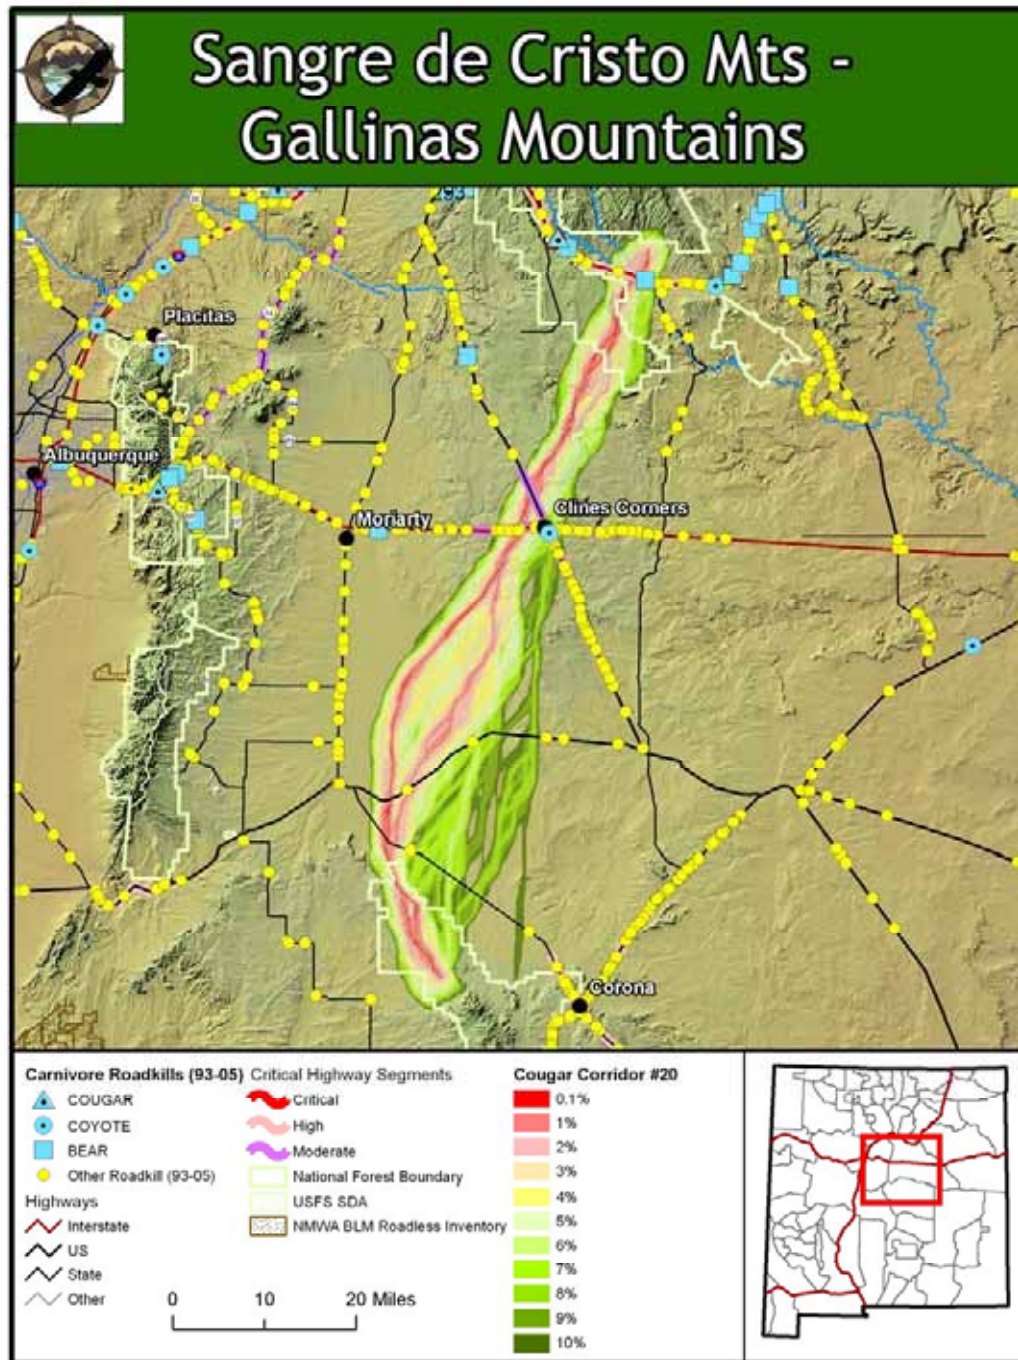 Sangre de Cristo Mts -
Gallinas Mountains
Placitas
Albuquerque
Moriarty
Clines Corners
Corona
Carnivore Roadkills (93-05)
COUGAR
COYOTE
BEAR
Other Roadkill (93-05)
Highways
Interstate
US
State
Other
Critical Highway Segments
Critical
High
Moderate
National Forest Boundary
USFS SDA
NMWA BLM Roadless Inventory
0 10 20 Miles
Cougar Corridor #20
0.1%
1%
2%
3%
4%
5%
6%
7%
8%
9%
10%